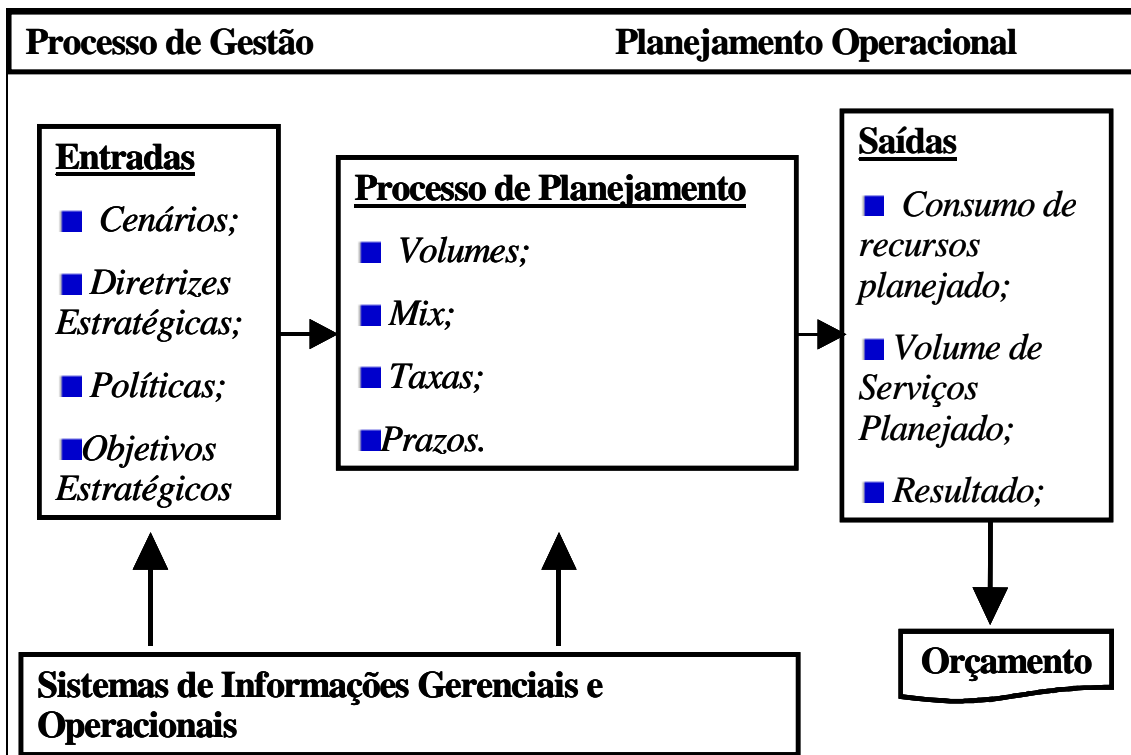 Processo de Gestão
Planejamento Operacional
Entradas
Cenários;
Diretrizes
Estratégicas;
Políticas;
Objetivos
Estratégicos
Processo de Planejamento
Volumes;
Mix;
Taxas;
Prazos.
Saídas
Consumo de
recursos
planejado;
Volume de
Serviços
Planejado;
Resultado;
Sistemas de Informações Gerenciais e
Operacionais
Orçamento